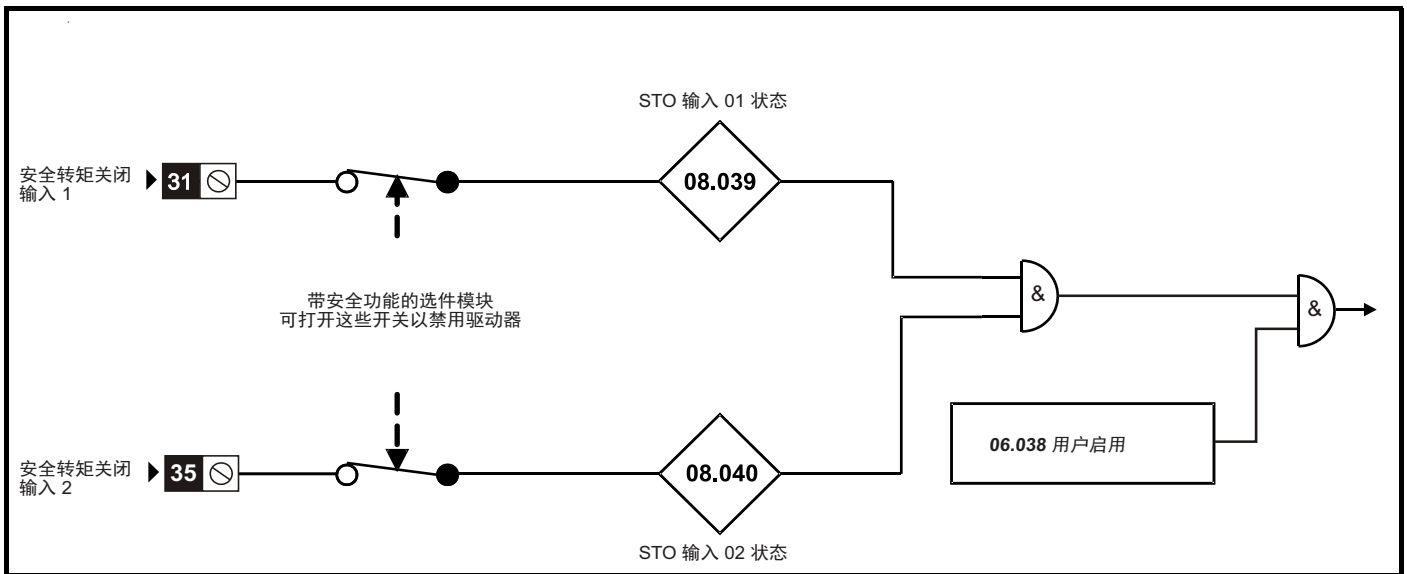 STO 输入 01 状态
安全转矩关闭
输入 1
31
08.039
带安全功能的选件模块
可打开这些开关以禁用驱动器
&
&
06.038 用户启用
安全转矩关闭
输入 2
35
08.040
STO 输入 02 状态